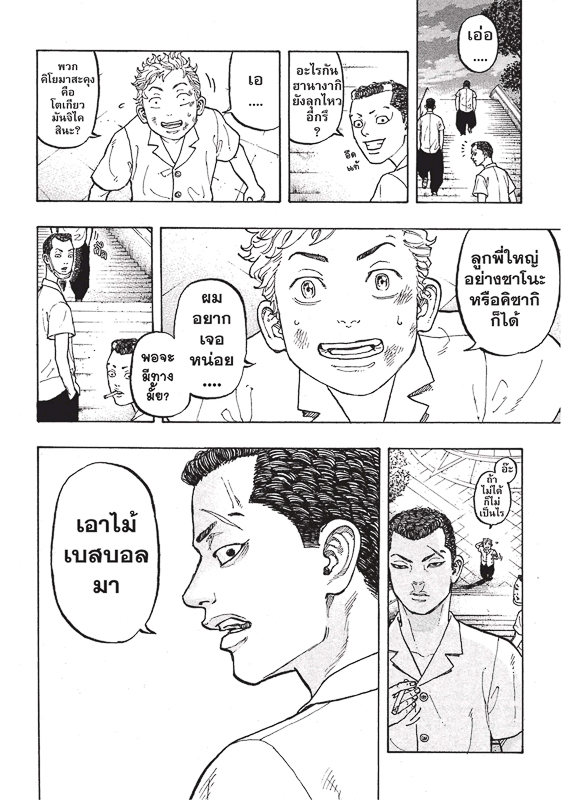 เอ่อ
....
อะไรกัน
ฮานางากิ
ยังลุกไหว
อีกรึ
?
อึด
แท้
เอ
....
พวก
คิโยมาสะคุง
คือ
โตเกียว
มันจิไค
สินะ?
ลูกพี่ใหญ่
อย่างซาโนะ
หรือคิซากิ
ก็ได้
ผม
อยาก
เจอ
หน่อย
....
พอจะ
มีทาง
มั้ย?
อ๊ะ
ถ้า
ไม่ได้
ก็ไม่
เป็นไร
เอาไม้
เบสบอล
มา